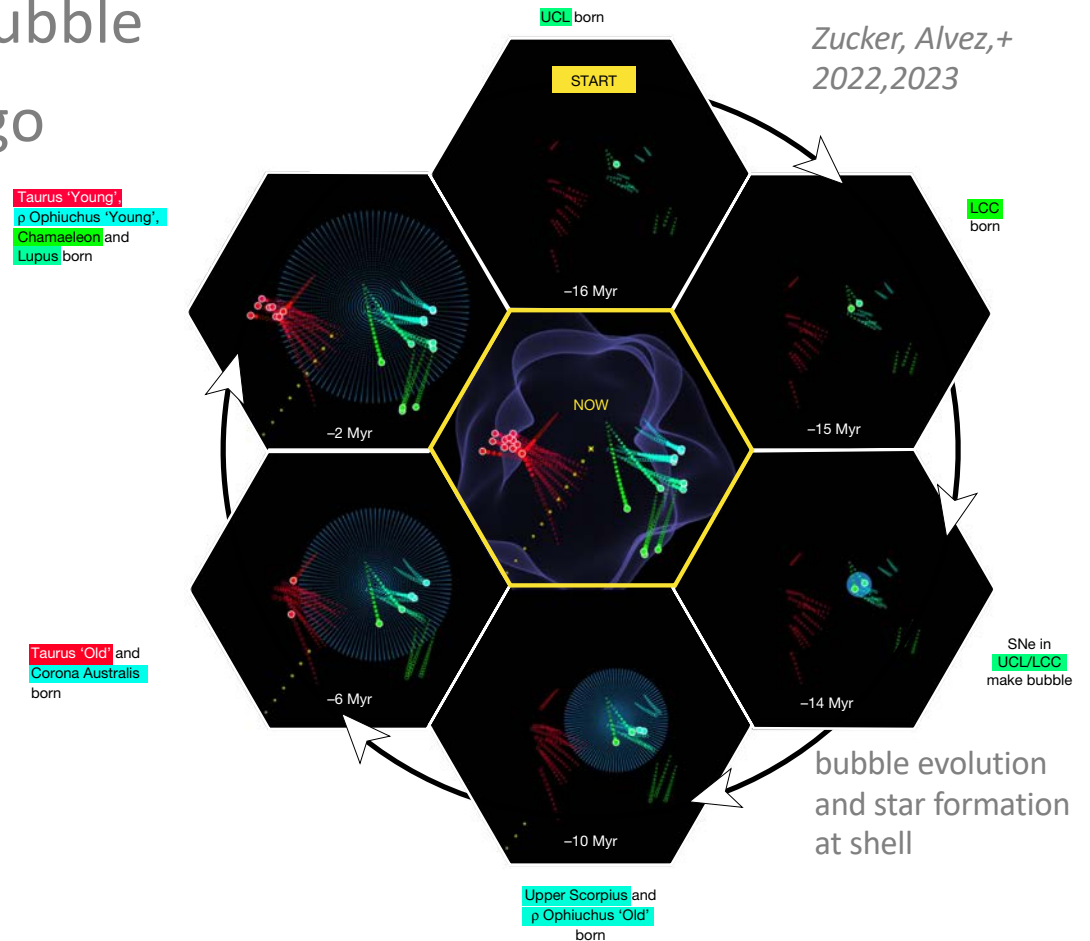 ubble
go
UCL born
Zucker, Alvez,+
2022,2023
START
−16 Myr
LCC
born
−15 Myr
SNe in
UCL/LCC
make bubble
−14 Myr
bubble evolution
and star formation
at shell
−10 Myr
Upper Scorpius and
ρ Ophiuchus ‘Old’
born
−6 Myr
Taurus ‘Old’ and
Corona Australis
born
Taurus ‘Young’,
ρ Ophiuchus ‘Young’,
Chamaeleon and
Lupus born
−2 Myr
NOW